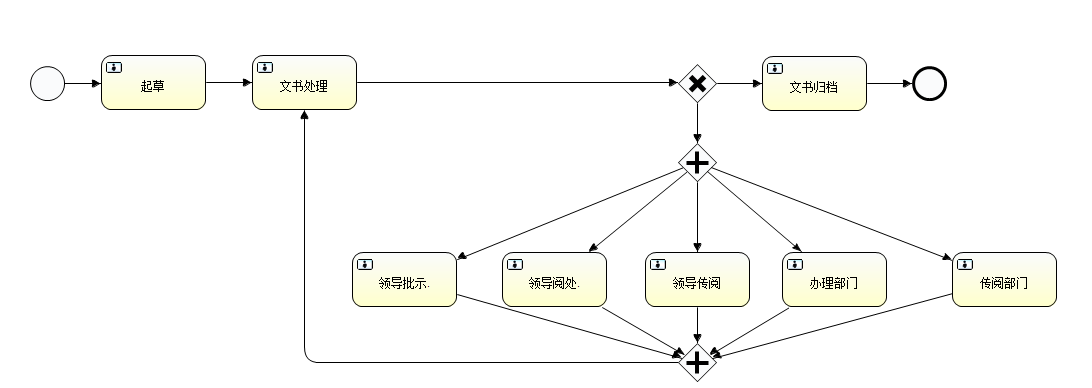 起草
文书处理
文书归档
领导批示.
领导阅处.
领导传阅
办理部门
传阅部门